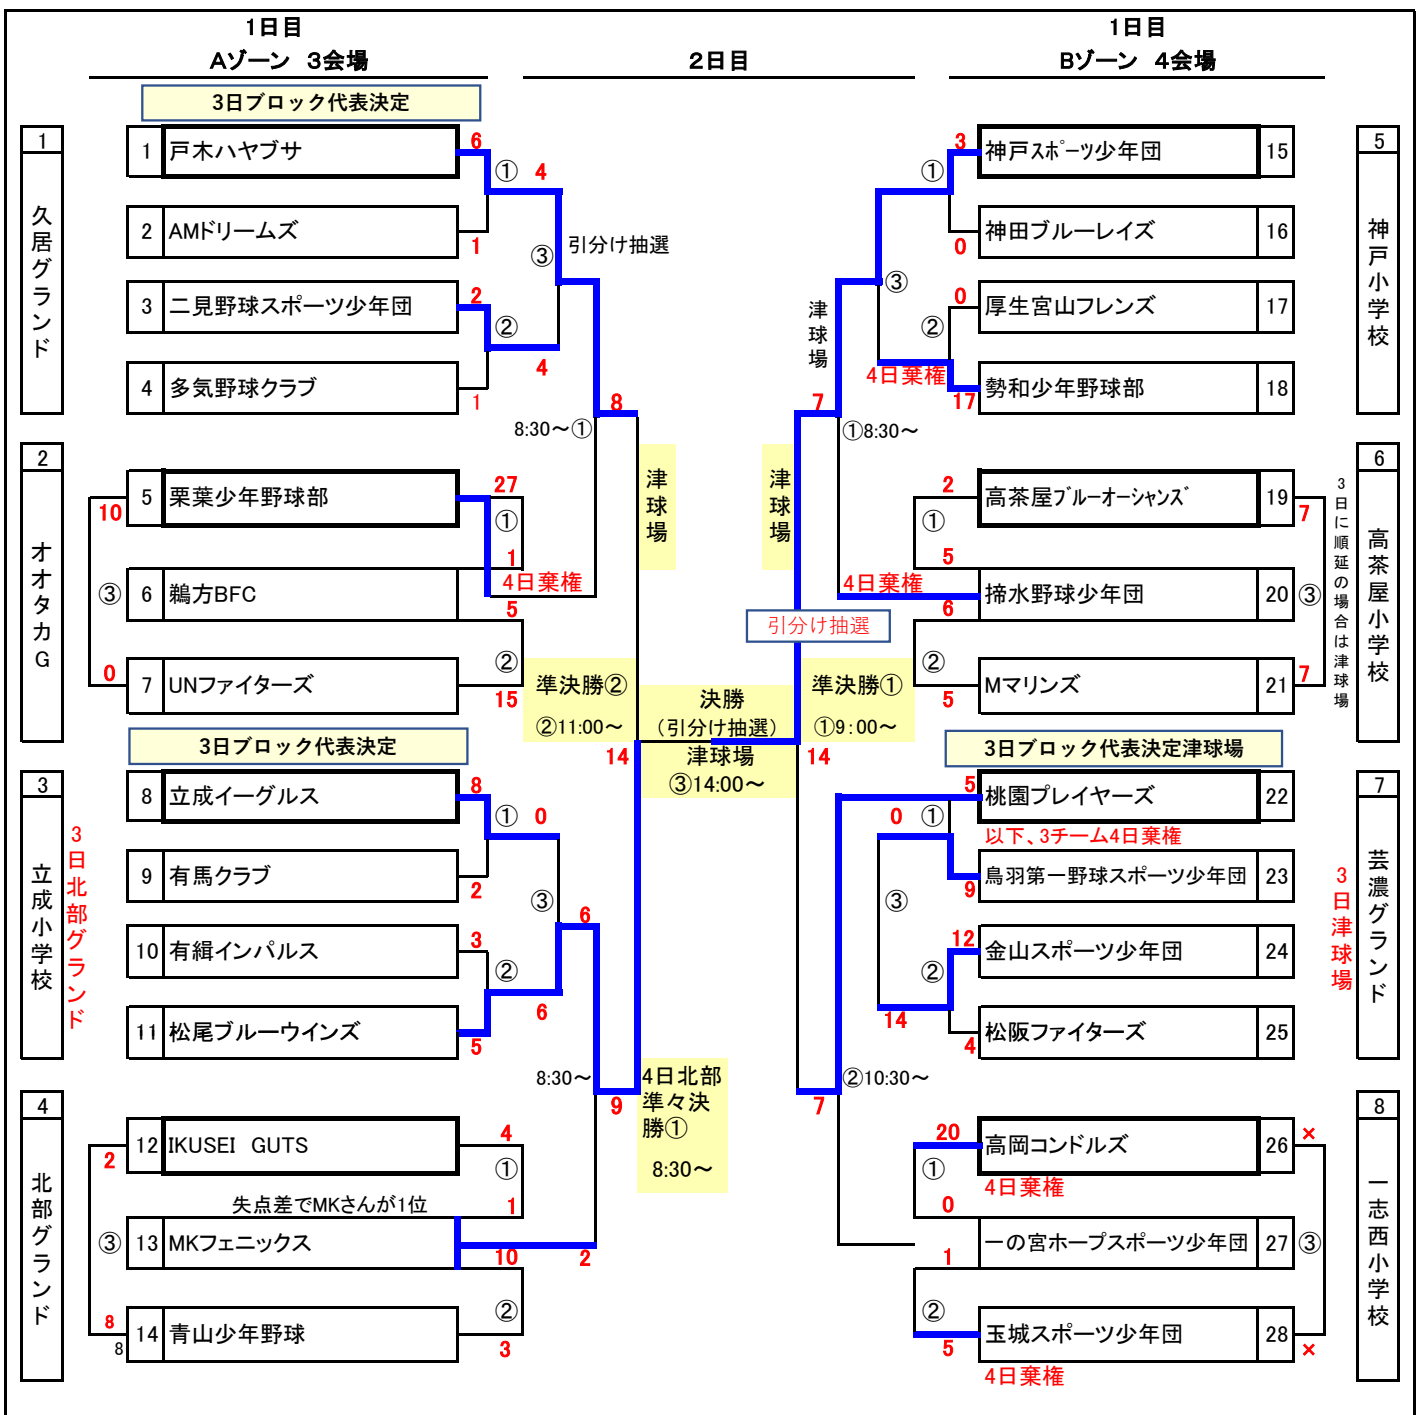 1日目
Aゾーン 3会場
2日目
1日目
Bゾーン 4会場
3日ブロック代表決定
1
久居グランド
1 戸木ハヤブサ
6
①
4
2 AMドリームズ
1
③
引分け抽選
3 二見野球スポーツ少年団
2
②
4
4 多気野球クラブ
1
8:30～①
8
2
オオタカG
5 栗葉少年野球部
10
27
①
1
4日棄権
③
6 鵜方BFC
5
②
0
7 UNファイターズ
15
津球場
準決勝②
②11:00～
14
3日ブロック代表決定
3
立成小学校
3日北部グランド
8 立成イーグルス
8
①
0
9 有馬クラブ
2
③
6
10 有緝インパルス
3
②
6
11 松尾ブルーウインズ
5
8:30～
9
4日北部
準々決
勝①
8:30～
4
北部グランド
12 IKUSEI GUTS
2
4
①
1
失点差でMKさんが1位
③
13 MKフェニックス
10
2
②
8
8
14 青山少年野球
3
決勝
（引分け抽選）
津球場
③14:00～
5
神戸小学校
3
神戸スポーツ少年団 15
①
0
神田ブルーレイズ 16
③
津球場
0
厚生宮山フレンズ 17
②
4日棄権
17
勢和少年野球部 18
7
①8:30～
6
高茶屋小学校
3日に順延の場合は津球場
津球場
2
高茶屋ブルーオーシャンズ 19
7
①
5
4日棄権
6
揥水野球少年団 20
③
引分け抽選
②
5
Mマリンズ 21
7
準決勝①
①9:00～
14
3日ブロック代表決定津球場
7
芸濃グランド
3日津球場
5
桃園プレイヤーズ 22
0
①
以下、3チーム4日棄権
9
鳥羽第一野球スポーツ少年団 23
③
12
金山スポーツ少年団 24
②
14
4
松阪ファイターズ 25
②10:30～
7
8
一志西小学校
20
高岡コンドルズ 26
×
①
4日棄権
0
一の宮ホープスポーツ少年団 27
③
1
②
5
玉城スポーツ少年団 28
×
4日棄権